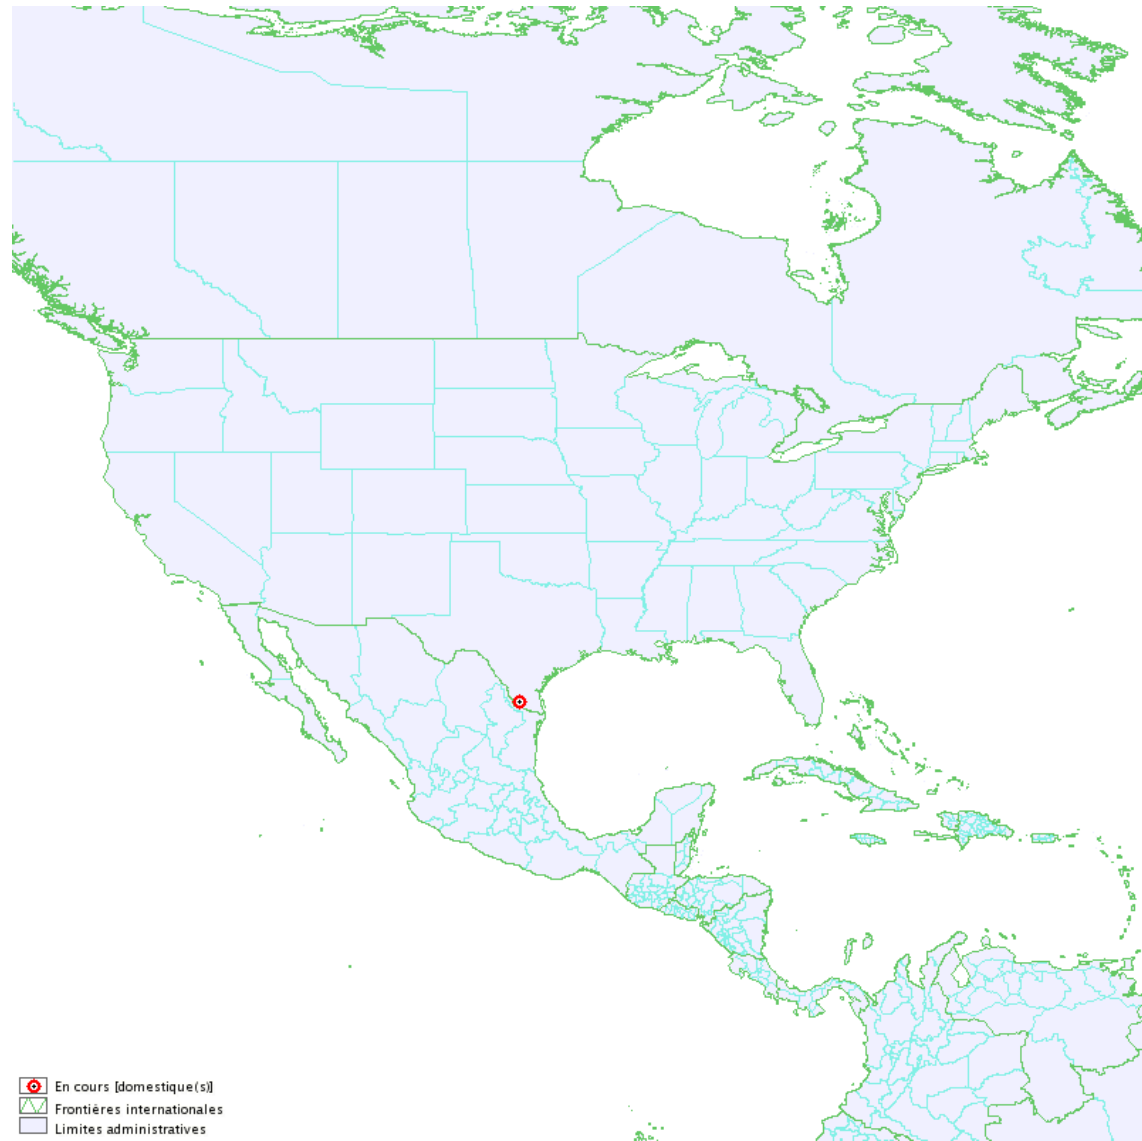 En cours [domestique(s)]
Frontières internationales
Limites administratives